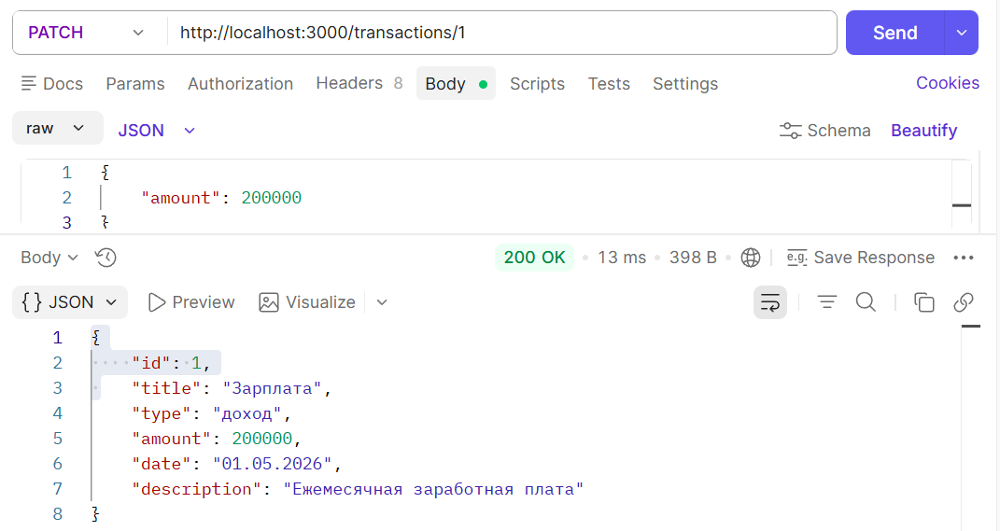 PATCH http://localhost:3000/transactions/1 Send
Docs Params Authorization Headers 8 Body Scripts Tests Settings Cookies
raw JSON Schema Beautify
1 {
2 "amount": 200000
3 }
Body 200 OK • 13 ms • 398 B • e.g. Save Response •••
{} JSON Preview Visualize
1 {
2 ····"id":·1,
3 · "title": "Зарплата",
4 "type": "доход",
5 "amount": 200000,
6 "date": "01.05.2026",
7 "description": "Ежемесячная заработная плата"
8 }